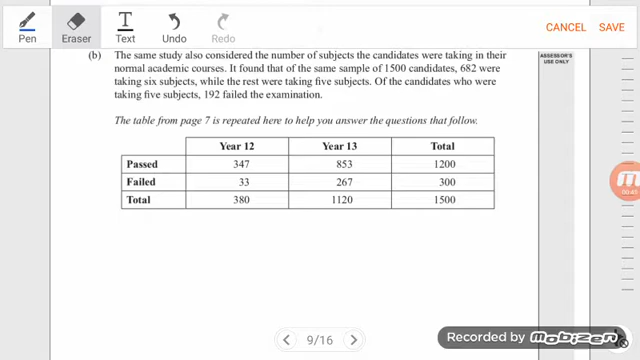 CANCEL
SAVE
Pen
Eraser
Text
Undo
Redo
(b) The same study also considered the number of subjects the candidates were taking in their
normal academic courses. It found that of the same sample of 1500 candidates, 682 were
taking six subjects, while the rest were taking five subjects. Of the candidates who were
taking five subjects, 192 failed the examination.
ASSESSOR'S
USE ONLY
The table from page 7 is repeated here to help you answer the questions that follow.
Year 12 Year 13 Total
Passed 347 853 1200
Failed 33 267 300
Total 380 1120 1500
00:40
9/16
Recorded by Mobizen